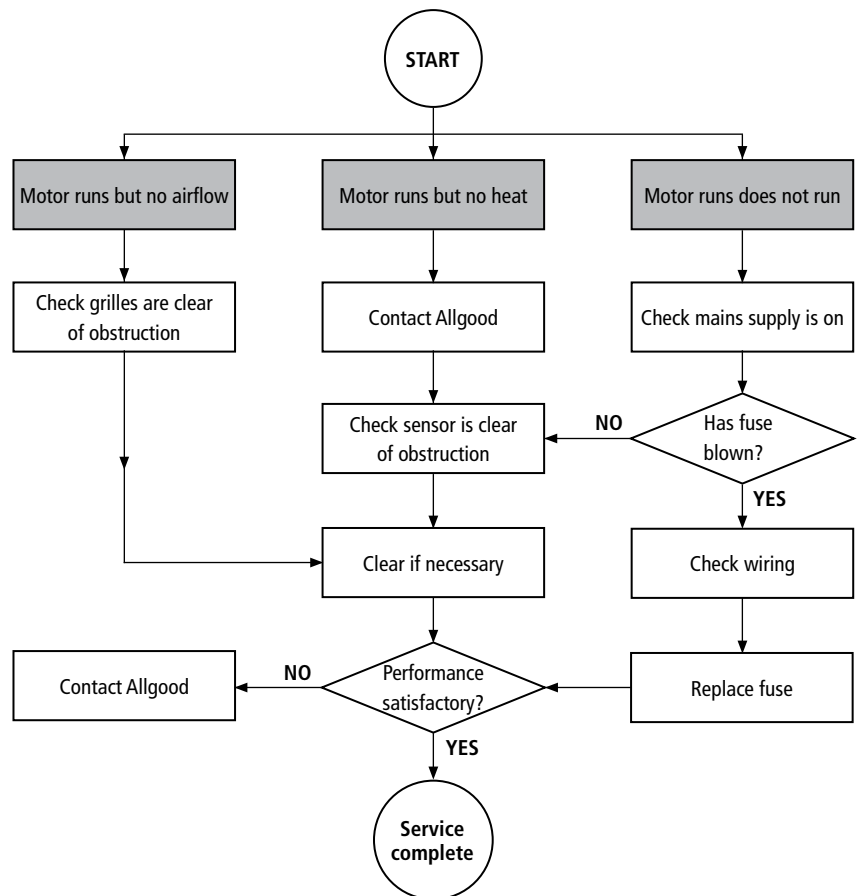 START
Motor runs but no airflow
Motor runs but no heat
Motor runs does not run
Check grilles are clear
of obstruction
Contact Allgood
Check mains supply is on
Check sensor is clear
of obstruction
NO
Has fuse
blown?
YES
Clear if necessary
Check wiring
Contact Allgood
NO
Performance
satisfactory?
Replace fuse
YES
Service
complete